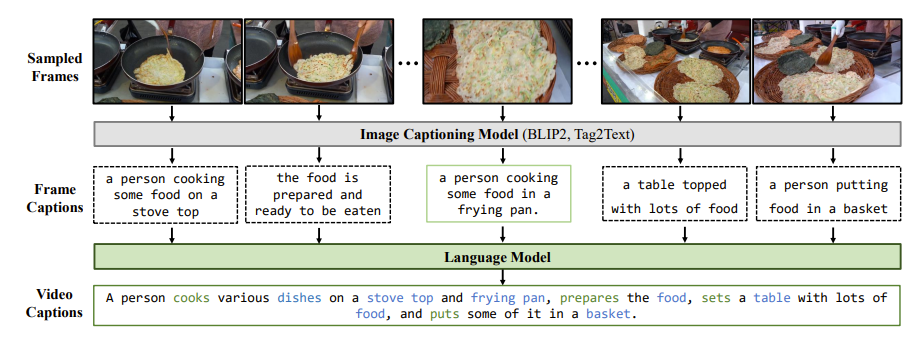 Sampled
Frames
... ...
Image Captioning Model (BLIP2, Tag2Text)
Frame
Captions
a person cooking
some food on a
stove top
the food is
prepared and
ready to be eaten
a person cooking
some food in a
frying pan.
a table topped
with lots of food
a person putting
food in a basket
Language Model
Video
Captions
A person cooks various dishes on a stove top and frying pan, prepares the food, sets a table with lots of
food, and puts some of it in a basket.